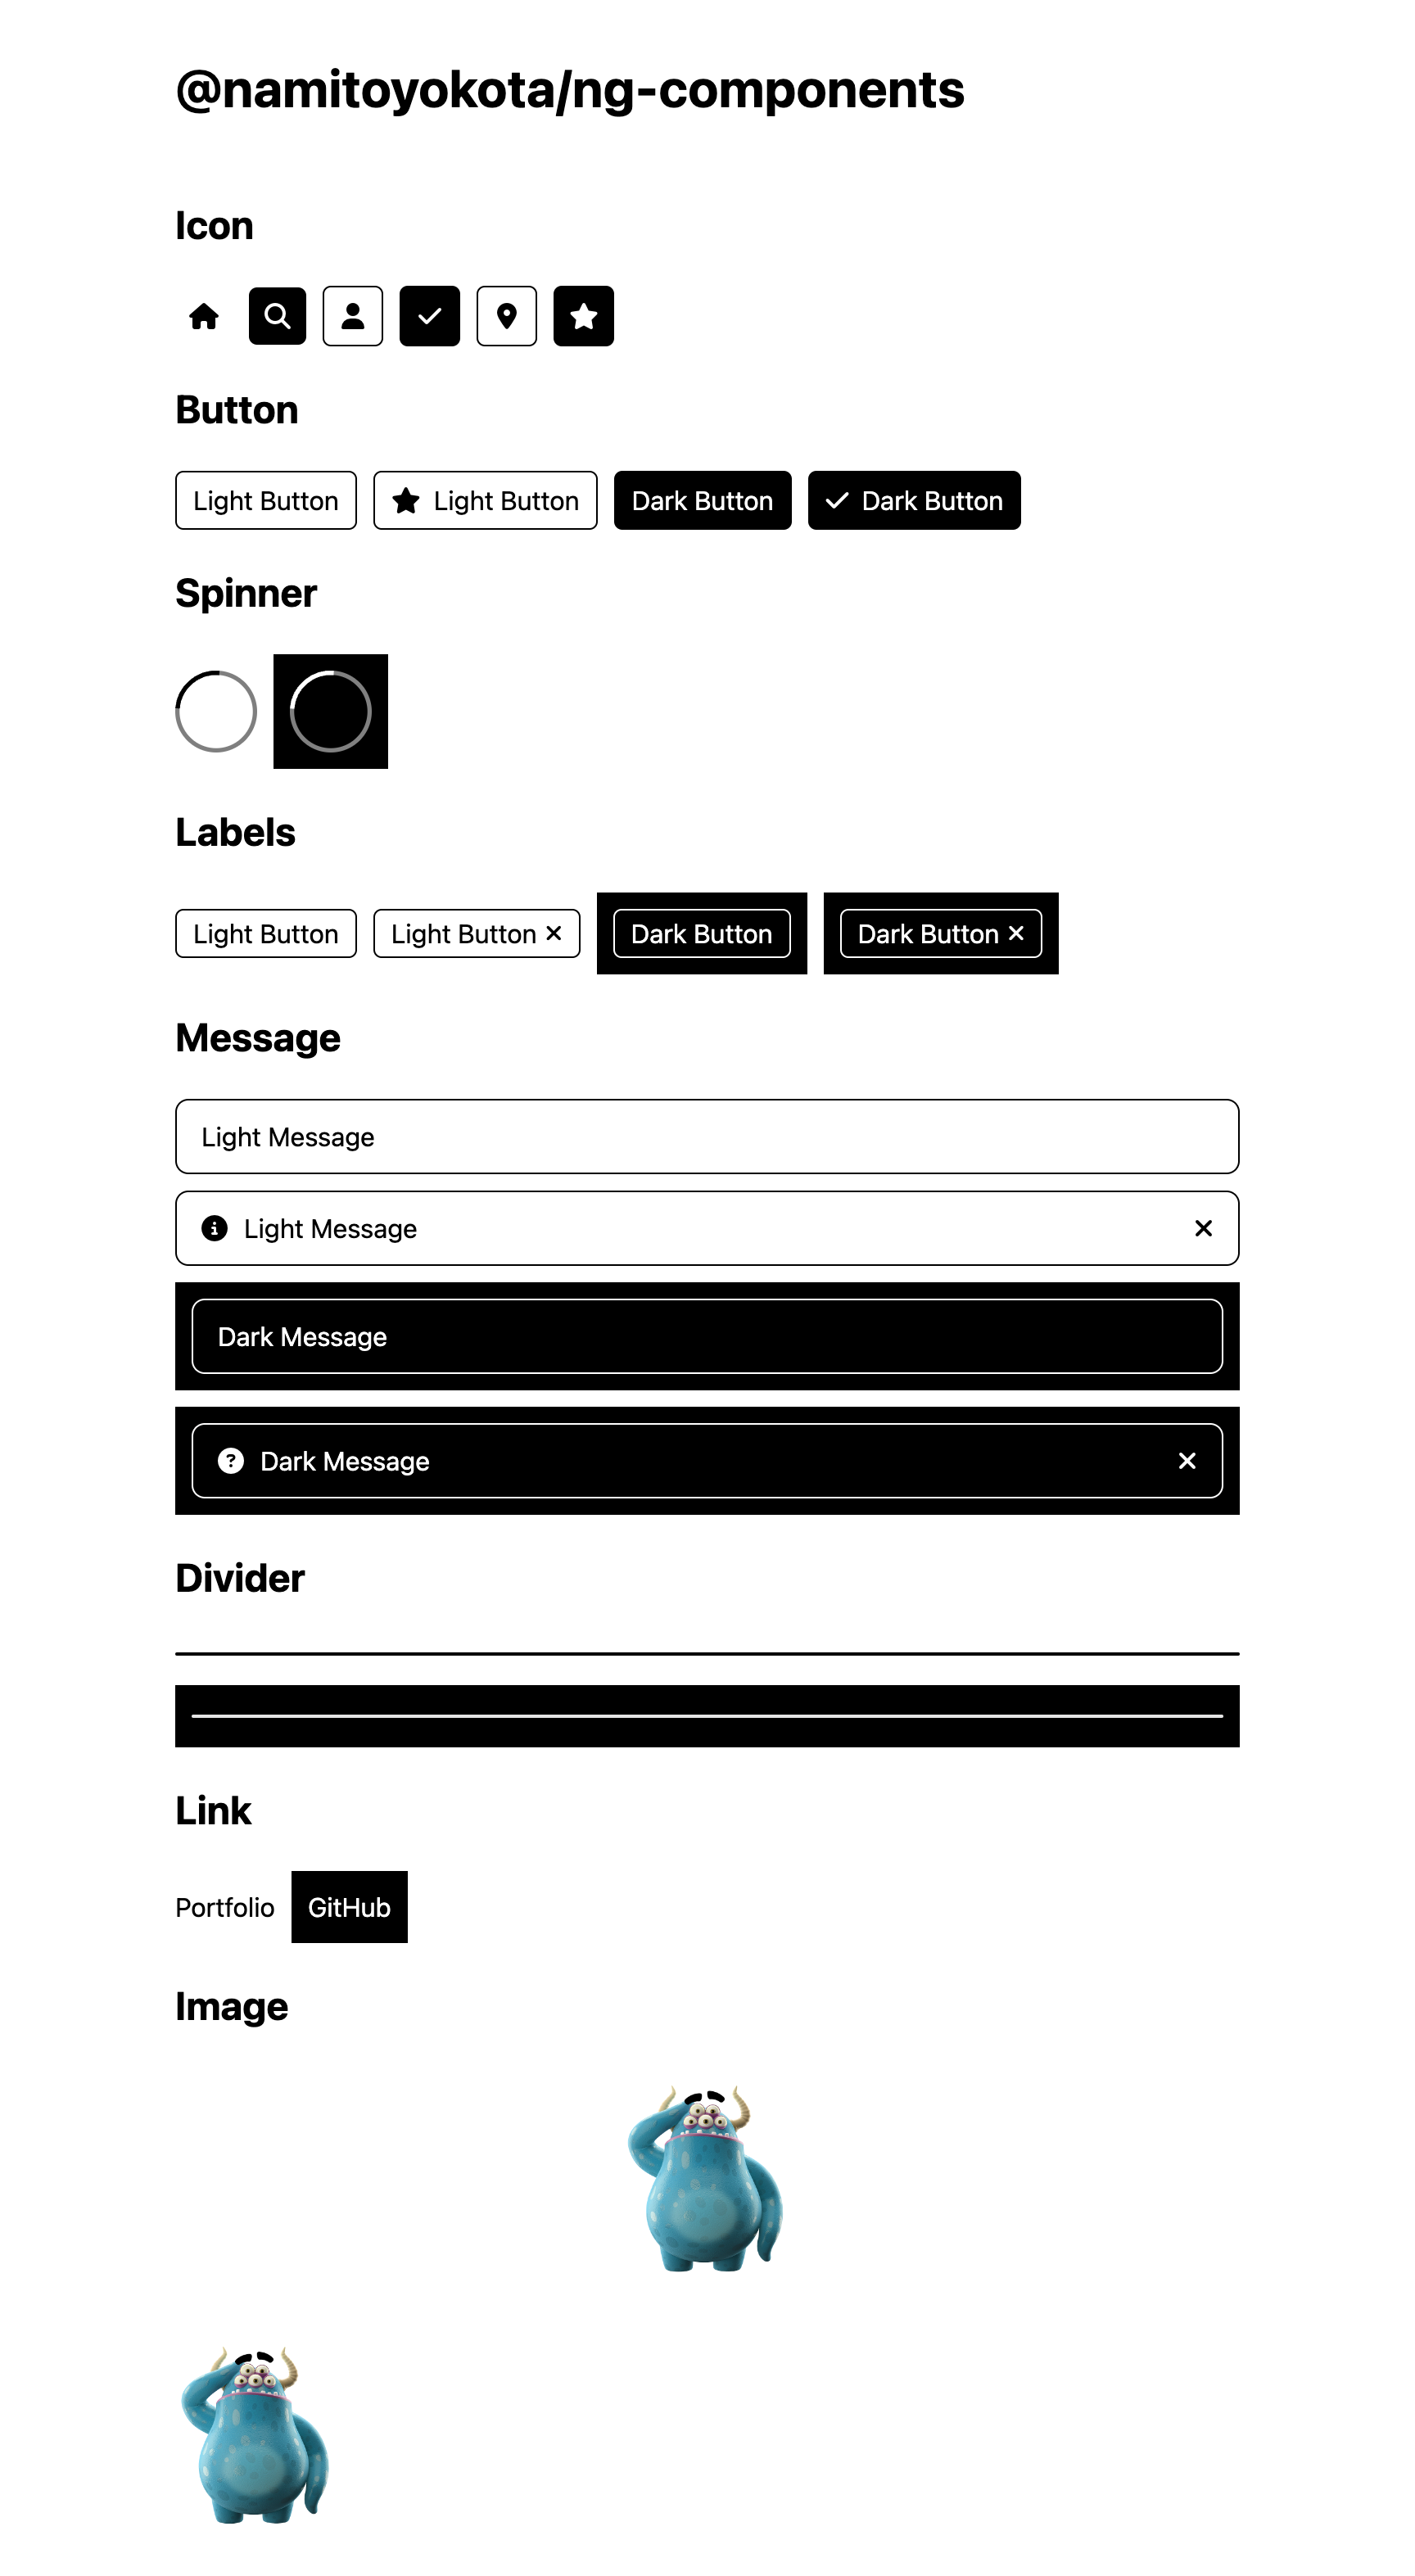 @namitoyokota/ng-components
Icon
Button
Light Button
Light Button
Dark Button
Dark Button
Spinner
Labels
Light Button
Light Button
Dark Button
Dark Button
Message
Light Message
Light Message
Dark Message
Dark Message
Divider
Link
Portfolio
GitHub
Image